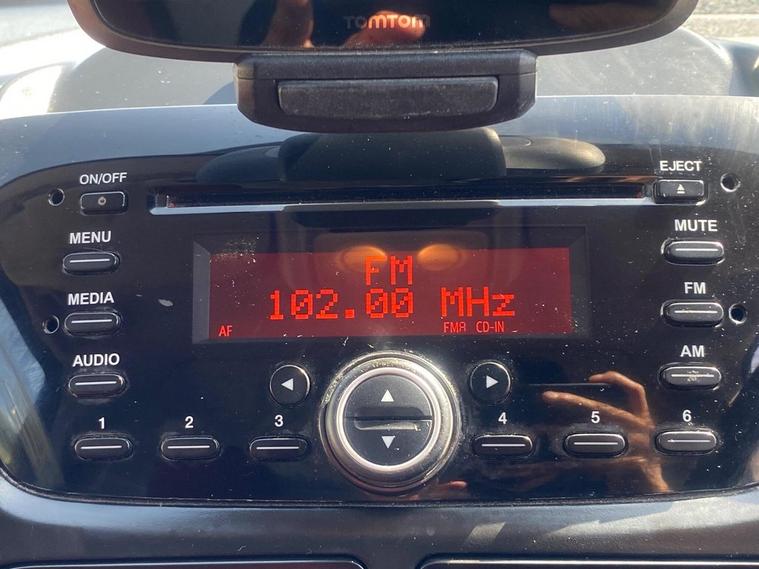 TOMTOM
ON/OFF
EJECT
MENU
MUTE
FM
102.00 MHz
AF
FMA CD-IN
MEDIA
FM
AUDIO
AM
1 2 3 4 5 6